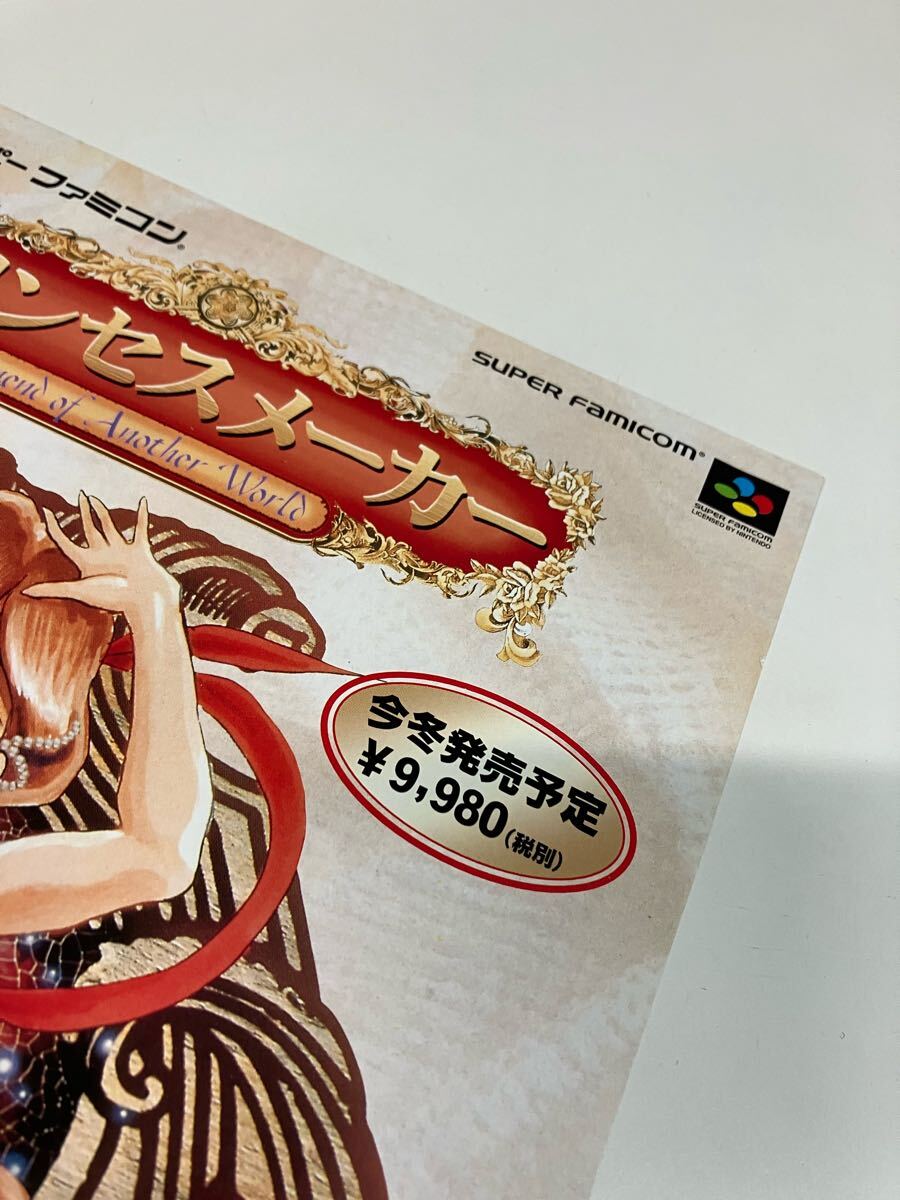 ーファミコン®
ンセスメーカー
end of Another World
SUPER FAMICOM®
SUPER FAMICOM
LICENSED BY NINTENDO
今冬発売予定
¥9,980(税別)